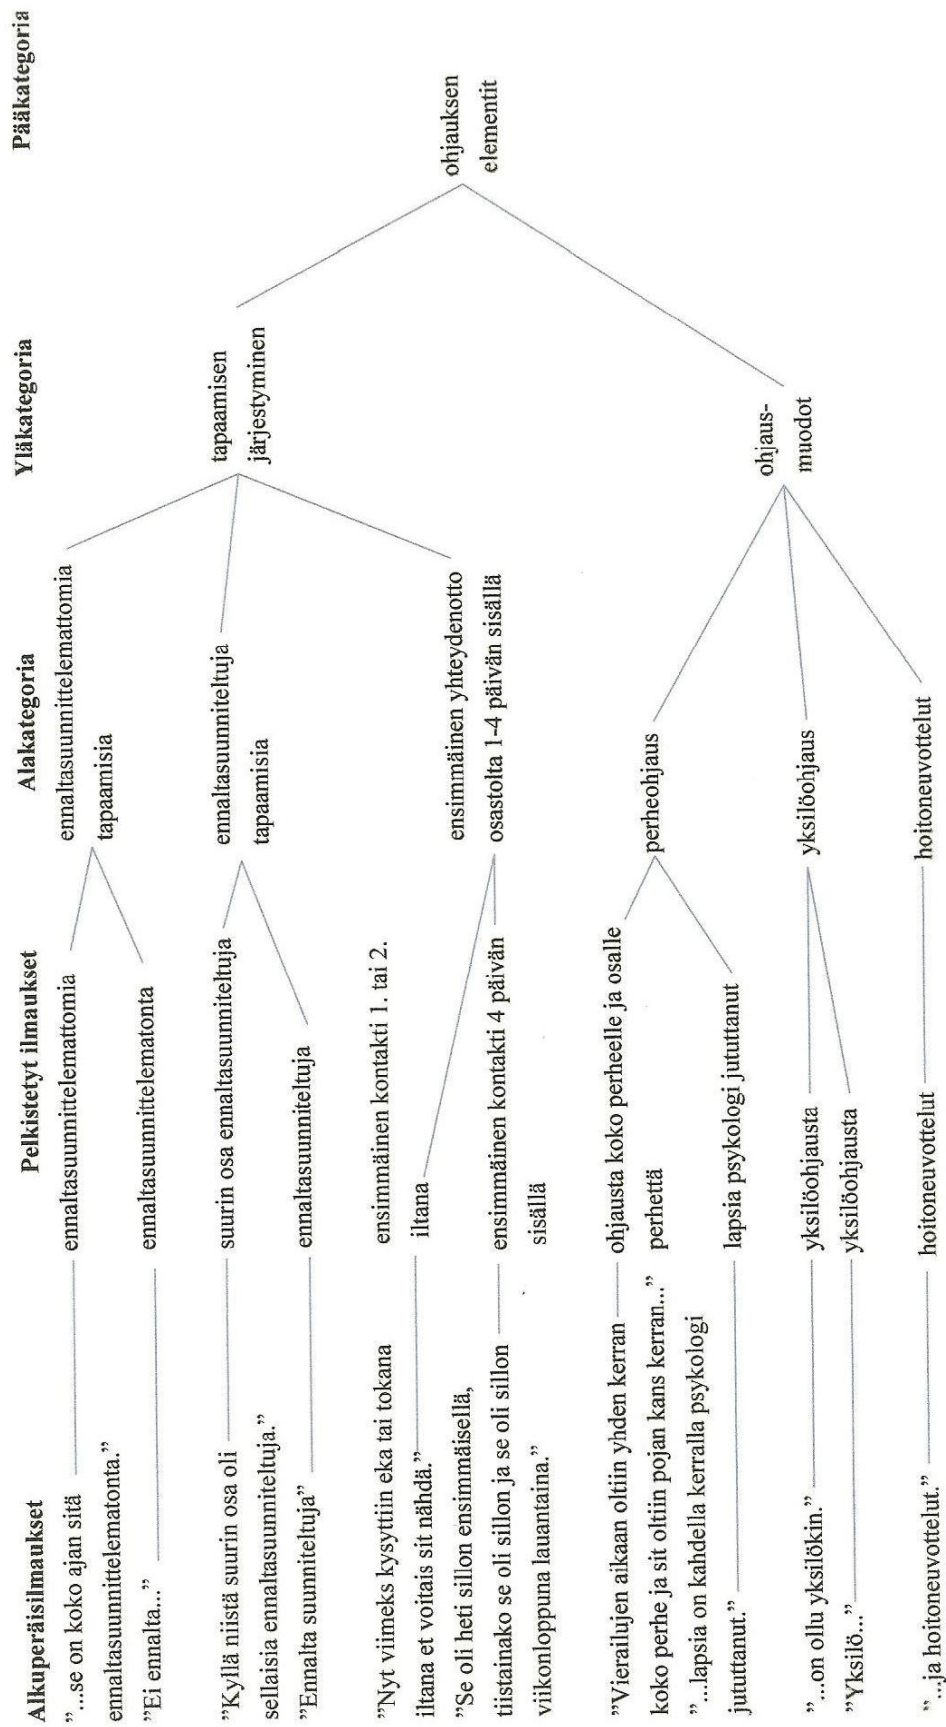 Alkuperäisilmaukset
Pelkistetyt ilmaukset
Alakategoria
Yläkategoria
Pääkategoria
”...se on koko ajan sitä
ennaltasuunnittelematonta.”
ennaltasuunnittelemattomia
ennaltasuunnittelemattomia
tapaamisia
”Ei ennalta...”
ennaltasuunnittelematonta
”Kyllä niistä suurin osa oli
sellaisia ennaltasuunniteltuja.”
suurin osa ennaltasuunniteltuja
ennaltasuunniteltuja
tapaamisia
tapaamisen
järjestyminen
”Ennalta suunniteltuja”
ennaltasuunniteltuja
”Nyt viimeks kysyttiin eka tai tokana
iltana et voitais sit nähdä.”
ensimmäinen kontakti 1. tai 2.
iltana
”Se oli heti sillon ensimmäisellä,
tiistainako se oli sillon ja se oli sillon
viikonloppuna lauantaina.”
ensimmäinen kontakti 4 päivän
sisällä
ensimmäinen yhteydenotto
osastolta 1-4 päivän sisällä
ohjauksen
elementit
”Vierailujen aikaan oltiin yhden kerran
koko perhe ja sit oltiin pojan kans kerran...”
ohjausta koko perheelle ja osalle
perhettä
perheohjaus
”...lapsia on kahdella kerralla psykologi
jututtanut.”
lapsia psykologi jututtanut
”...on ollu yksilökin.”
yksilöohjausta
yksilöohjaus
ohjaus-
muodot
”Yksilö...”
yksilöohjausta
”...ja hoitoneuvottelut.”
hoitoneuvottelut
hoitoneuvottelut